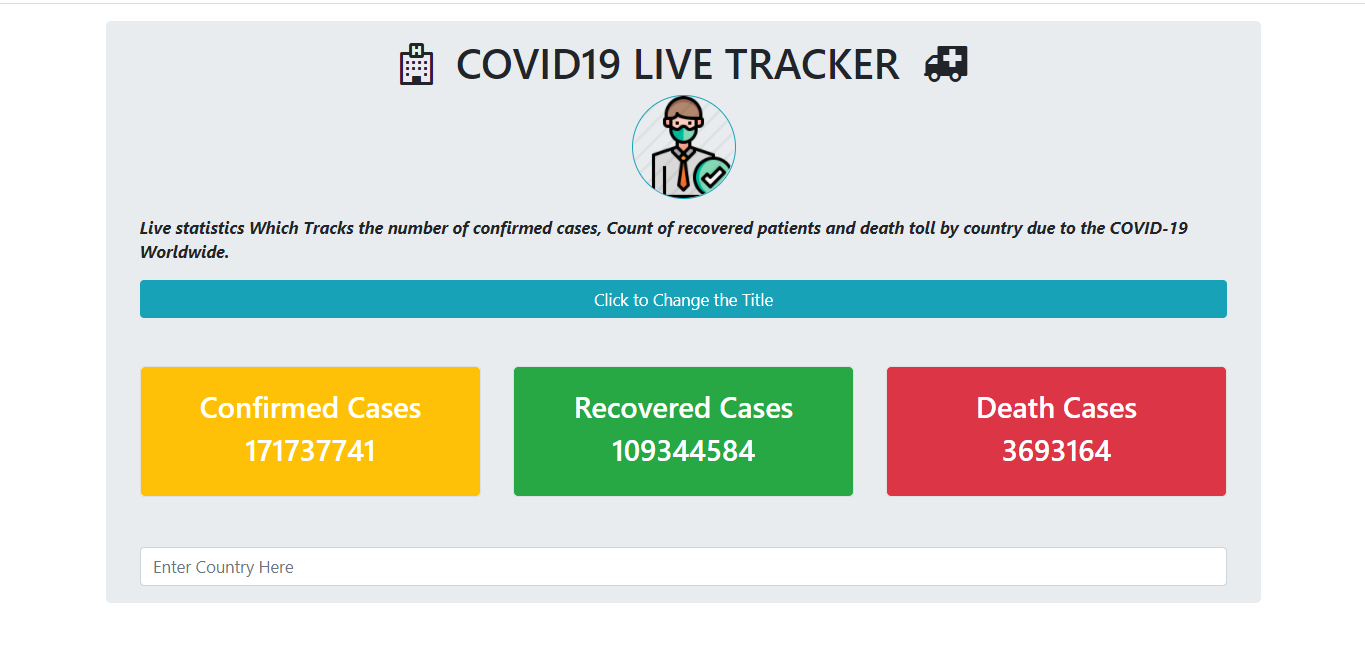 COVID19 LIVE TRACKER
Live statistics Which Tracks the number of confirmed cases, Count of recovered patients and death toll by country due to the COVID-19
Worldwide.
Click to Change the Title
Confirmed Cases
171737741
Recovered Cases
109344584
Death Cases
3693164
Enter Country Here